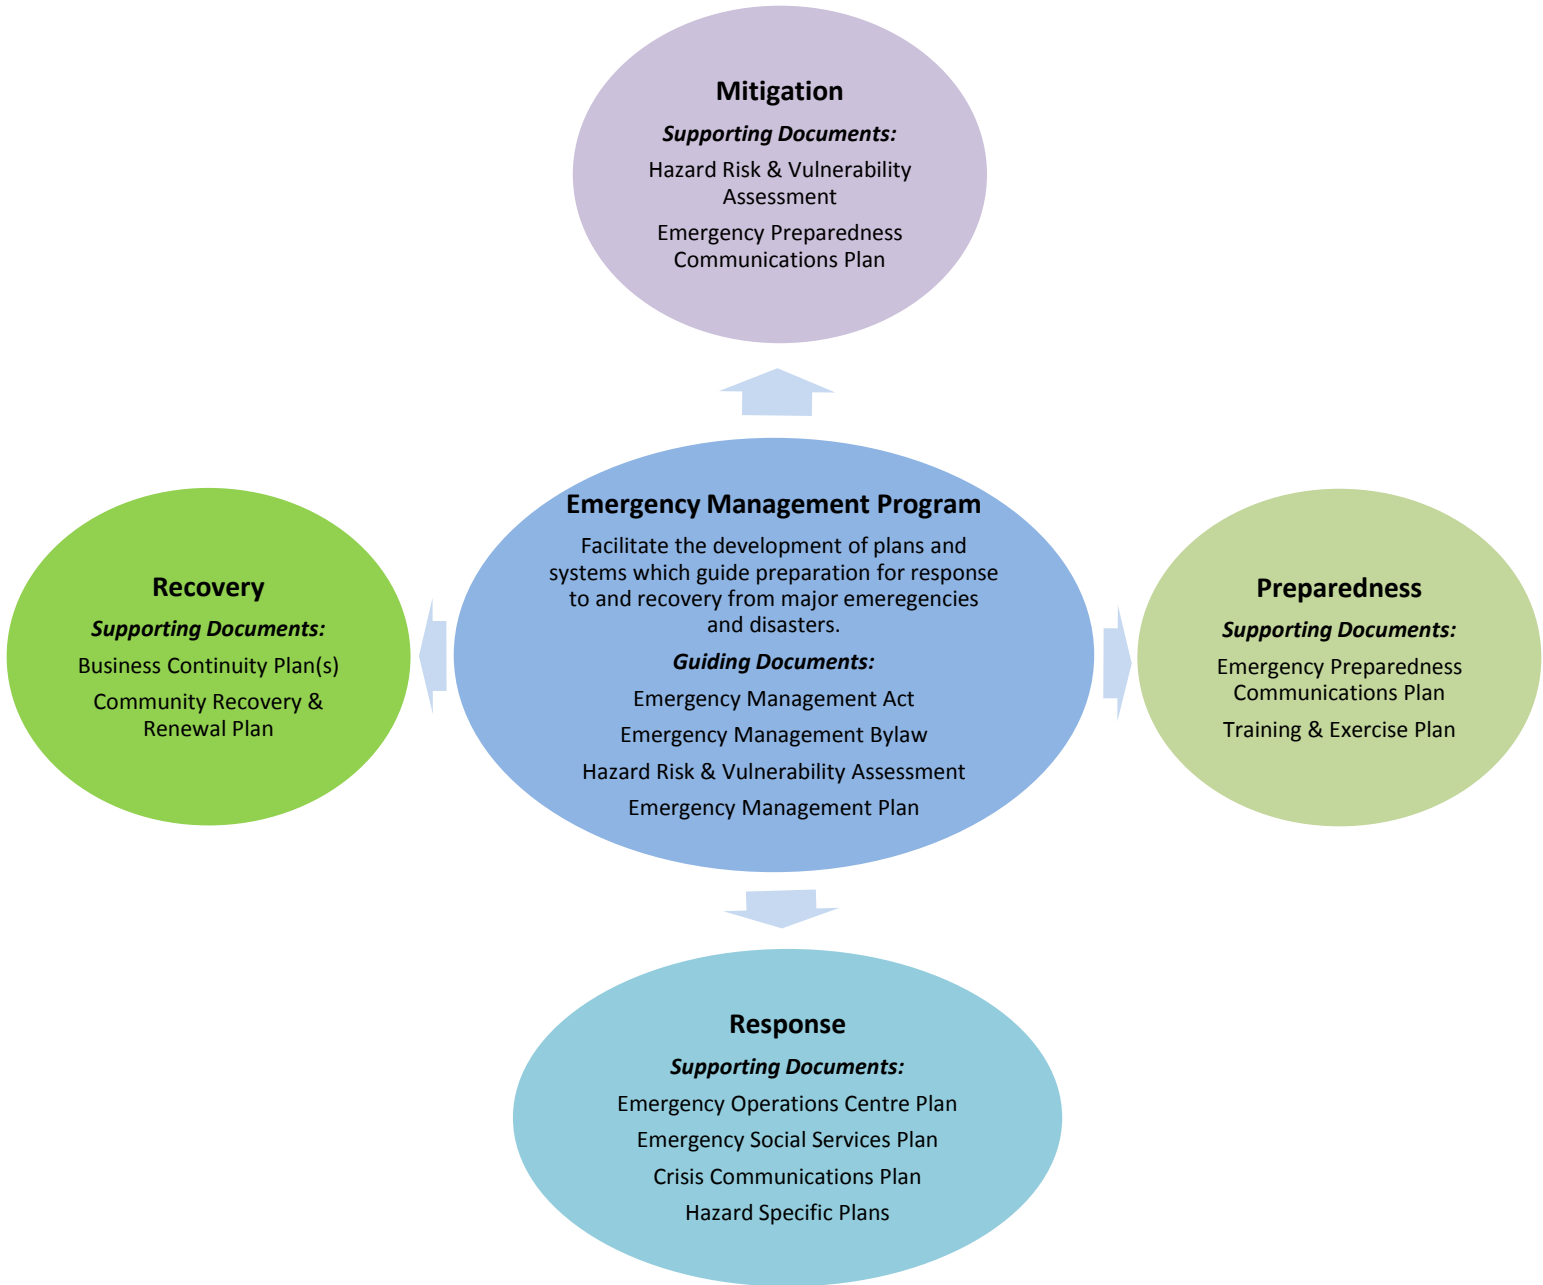 Mitigation
Supporting Documents:
Hazard Risk & Vulnerability
Assessment
Emergency Preparedness
Communications Plan
Emergency Management Program
Facilitate the development of plans and
systems which guide preparation for response
to and recovery from major emeregencies
and disasters.
Guiding Documents:
Emergency Management Act
Emergency Management Bylaw
Hazard Risk & Vulnerability Assessment
Emergency Management Plan
Recovery
Supporting Documents:
Business Continuity Plan(s)
Community Recovery &
Renewal Plan
Preparedness
Supporting Documents:
Emergency Preparedness
Communications Plan
Training & Exercise Plan
Response
Supporting Documents:
Emergency Operations Centre Plan
Emergency Social Services Plan
Crisis Communications Plan
Hazard Specific Plans